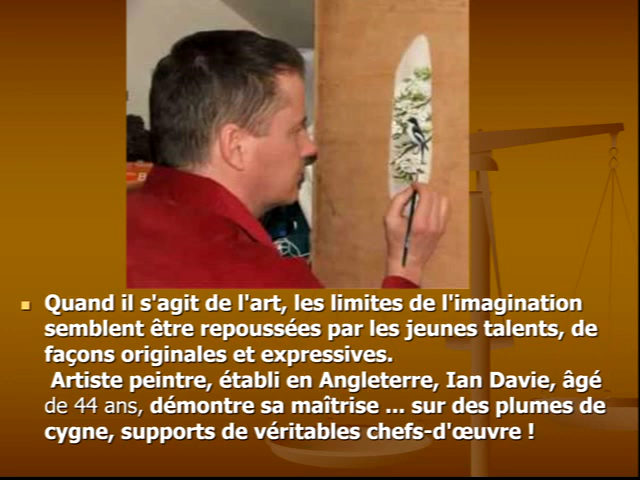 Quand il s'agit de l'art, les limites de l'imagination
semblent être repoussées par les jeunes talents, de
façons originales et expressives.
Artiste peintre, établi en Angleterre, Ian Davie, âgé
de 44 ans, démontre sa maîtrise ... sur des plumes de
cygne, supports de véritables chefs-d'œuvre !